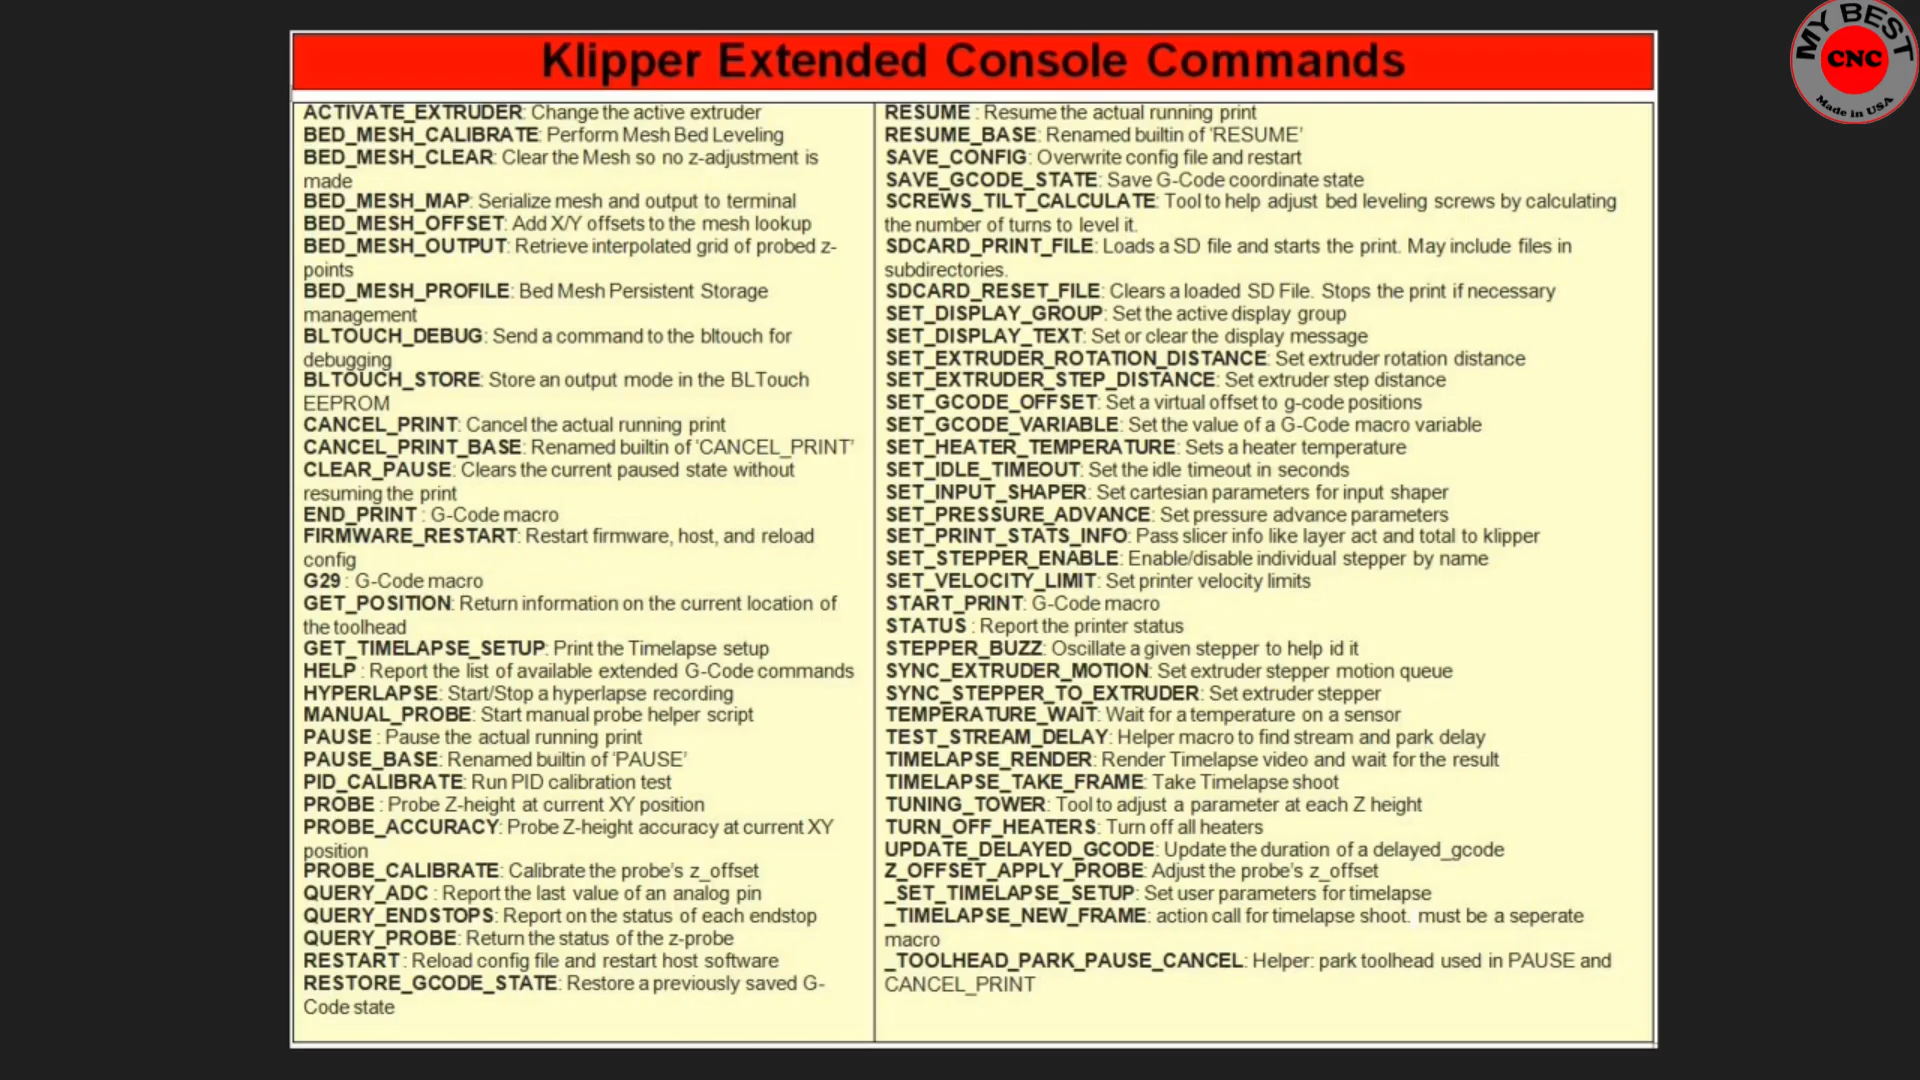 Klipper Extended Console Commands
ACTIVATE_EXTRUDER: Change the active extruder
BED_MESH_CALIBRATE: Perform Mesh Bed Leveling
BED_MESH_CLEAR: Clear the Mesh so no z-adjustment is
made
BED_MESH_MAP: Serialize mesh and output to terminal
BED_MESH_OFFSET: Add X/Y offsets to the mesh lookup
BED_MESH_OUTPUT: Retrieve interpolated grid of probed z-
points
BED_MESH_PROFILE: Bed Mesh Persistent Storage
management
BLTOUCH_DEBUG: Send a command to the bltouch for
debugging
BLTOUCH_STORE: Store an output mode in the BLTouch
EEPROM
CANCEL_PRINT: Cancel the actual running print
CANCEL_PRINT_BASE: Renamed builtin of ‘CANCEL_PRINT’
CLEAR_PAUSE: Clears the current paused state without
resuming the print
END_PRINT : G-Code macro
FIRMWARE_RESTART: Restart firmware, host, and reload
config
G29 : G-Code macro
GET_POSITION: Return information on the current location of
the toolhead
GET_TIMELAPSE_SETUP: Print the Timelapse setup
HELP : Report the list of available extended G-Code commands
HYPERLAPSE: Start/Stop a hyperlapse recording
MANUAL_PROBE: Start manual probe helper script
PAUSE : Pause the actual running print
PAUSE_BASE: Renamed builtin of ‘PAUSE’
PID_CALIBRATE: Run PID calibration test
PROBE : Probe Z-height at current XY position
PROBE_ACCURACY: Probe Z-height accuracy at current XY
position
PROBE_CALIBRATE: Calibrate the probe’s z_offset
QUERY_ADC : Report the last value of an analog pin
QUERY_ENDSTOPS: Report on the status of each endstop
QUERY_PROBE: Return the status of the z-probe
RESTART : Reload config file and restart host software
RESTORE_GCODE_STATE: Restore a previously saved G-
Code state
RESUME : Resume the actual running print
RESUME_BASE: Renamed builtin of ‘RESUME’
SAVE_CONFIG: Overwrite config file and restart
SAVE_GCODE_STATE: Save G-Code coordinate state
SCREWS_TILT_CALCULATE: Tool to help adjust bed leveling screws by calculating
the number of turns to level it.
SDCARD_PRINT_FILE: Loads a SD file and starts the print. May include files in
subdirectories.
SDCARD_RESET_FILE: Clears a loaded SD File. Stops the print if necessary
SET_DISPLAY_GROUP: Set the active display group
SET_DISPLAY_TEXT: Set or clear the display message
SET_EXTRUDER_ROTATION_DISTANCE: Set extruder rotation distance
SET_EXTRUDER_STEP_DISTANCE: Set extruder step distance
SET_GCODE_OFFSET: Set a virtual offset to g-code positions
SET_GCODE_VARIABLE: Set the value of a G-Code macro variable
SET_HEATER_TEMPERATURE: Sets a heater temperature
SET_IDLE_TIMEOUT: Set the idle timeout in seconds
SET_INPUT_SHAPER: Set cartesian parameters for input shaper
SET_PRESSURE_ADVANCE: Set pressure advance parameters
SET_PRINT_STATS_INFO: Pass slicer info like layer act and total to klipper
SET_STEPPER_ENABLE: Enable/disable individual stepper by name
SET_VELOCITY_LIMIT: Set printer velocity limits
START_PRINT: G-Code macro
STATUS : Report the printer status
STEPPER_BUZZ: Oscillate a given stepper to help id it
SYNC_EXTRUDER_MOTION: Set extruder stepper motion queue
SYNC_STEPPER_TO_EXTRUDER: Set extruder stepper
TEMPERATURE_WAIT: Wait for a temperature on a sensor
TEST_STREAM_DELAY: Helper macro to find stream and park delay
TIMELAPSE_RENDER: Render Timelapse video and wait for the result
TIMELAPSE_TAKE_FRAME: Take Timelapse shoot
TUNING_TOWER: Tool to adjust a parameter at each Z height
TURN_OFF_HEATERS: Turn off all heaters
UPDATE_DELAYED_GCODE: Update the duration of a delayed_gcode
Z_OFFSET_APPLY_PROBE: Adjust the probe’s z_offset
_SET_TIMELAPSE_SETUP: Set user parameters for timelapse
_TIMELAPSE_NEW_FRAME: action call for timelapse shoot. must be a seperate
macro
_TOOLHEAD_PARK_PAUSE_CANCEL: Helper: park toolhead used in PAUSE and
CANCEL_PRINT
MY BEST
CNC
Made in USA